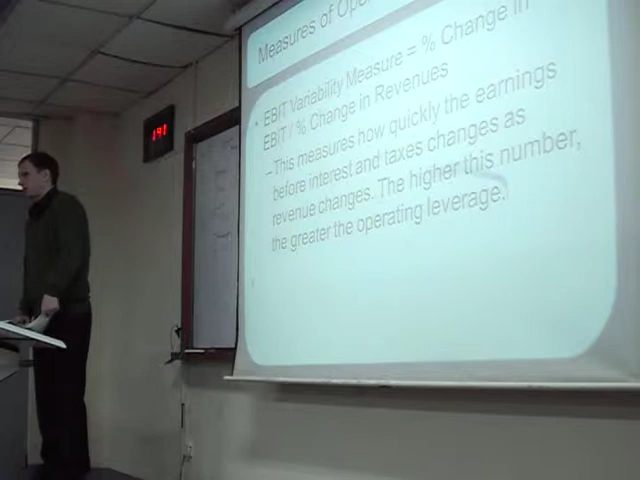 Measures of
EBIT Variability Measure = % Change in
EBIT / % Change in Revenues
–This measures how quickly the earnings
before interest and taxes changes as
revenue changes. The higher this number,
the greater the operating leverage.